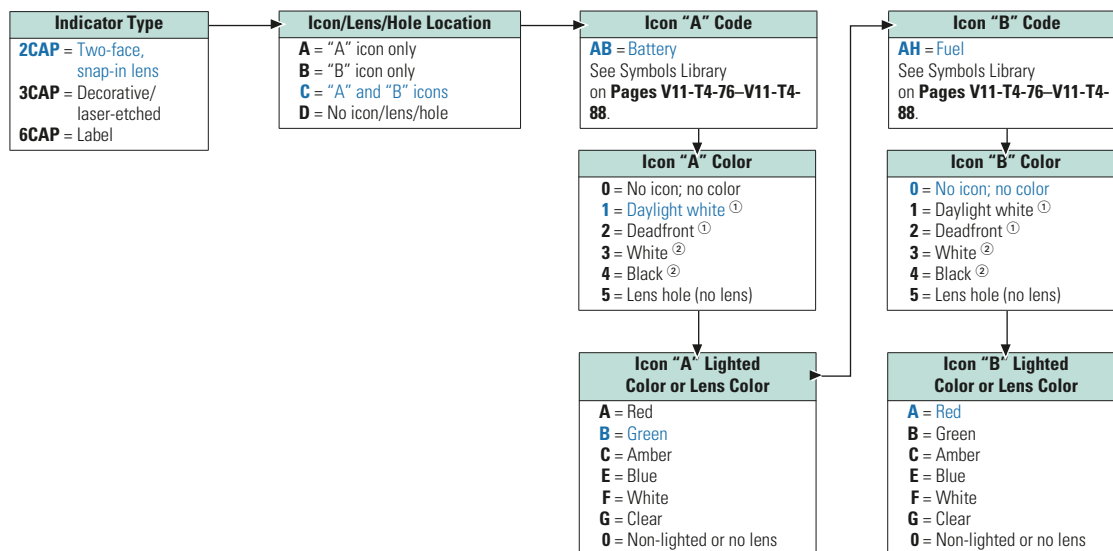 Indicator Type
2CAP = Two-face,
snap-in lens
3CAP = Decorative/
laser-etched
6CAP = Label
Icon/Lens/Hole Location
A = “A” icon only
B = “B” icon only
C = “A” and “B” icons
D = No icon/lens/hole
Icon “A” Code
AB = Battery
See Symbols Library
on Pages V11-T4-76–V11-T4-
88.
Icon “A” Color
0 = No icon; no color
1 = Daylight white ①
2 = Deadfront ①
3 = White ②
4 = Black ②
5 = Lens hole (no lens)
Icon “A” Lighted
Color or Lens Color
A = Red
B = Green
C = Amber
E = Blue
F = White
G = Clear
0 = Non-lighted or no lens
Icon “B” Code
AH = Fuel
See Symbols Library
on Pages V11-T4-76–V11-T4-
88.
Icon “B” Color
0 = No icon; no color
1 = Daylight white ①
2 = Deadfront ①
3 = White ②
4 = Black ②
5 = Lens hole (no lens)
Icon “B” Lighted
Color or Lens Color
A = Red
B = Green
C = Amber
E = Blue
F = White
G = Clear
0 = Non-lighted or no lens